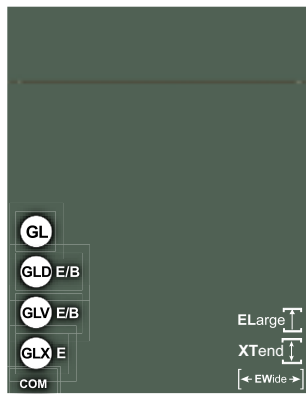 GL
GLD E/B
GLV E/B
ELarge
GLX E
XTend
COM
EWide